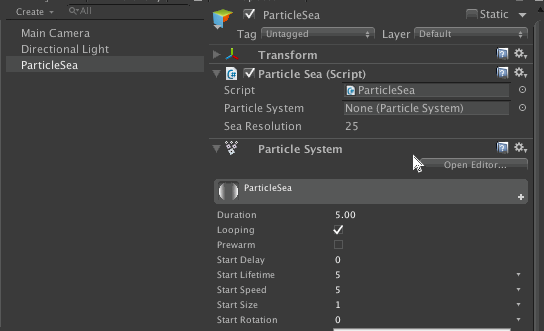 Create
All
Main Camera
Directional Light
ParticleSea
ParticleSea
Static
Tag Untagged Layer Default
Transform
Particle Sea (Script)
Script ParticleSea
Particle System None (Particle System)
Sea Resolution 25
Particle System
Open Editor...
ParticleSea
Duration 5.00
Looping
Prewarm
Start Delay 0
Start Lifetime 5
Start Speed 5
Start Size 1
Start Rotation 0